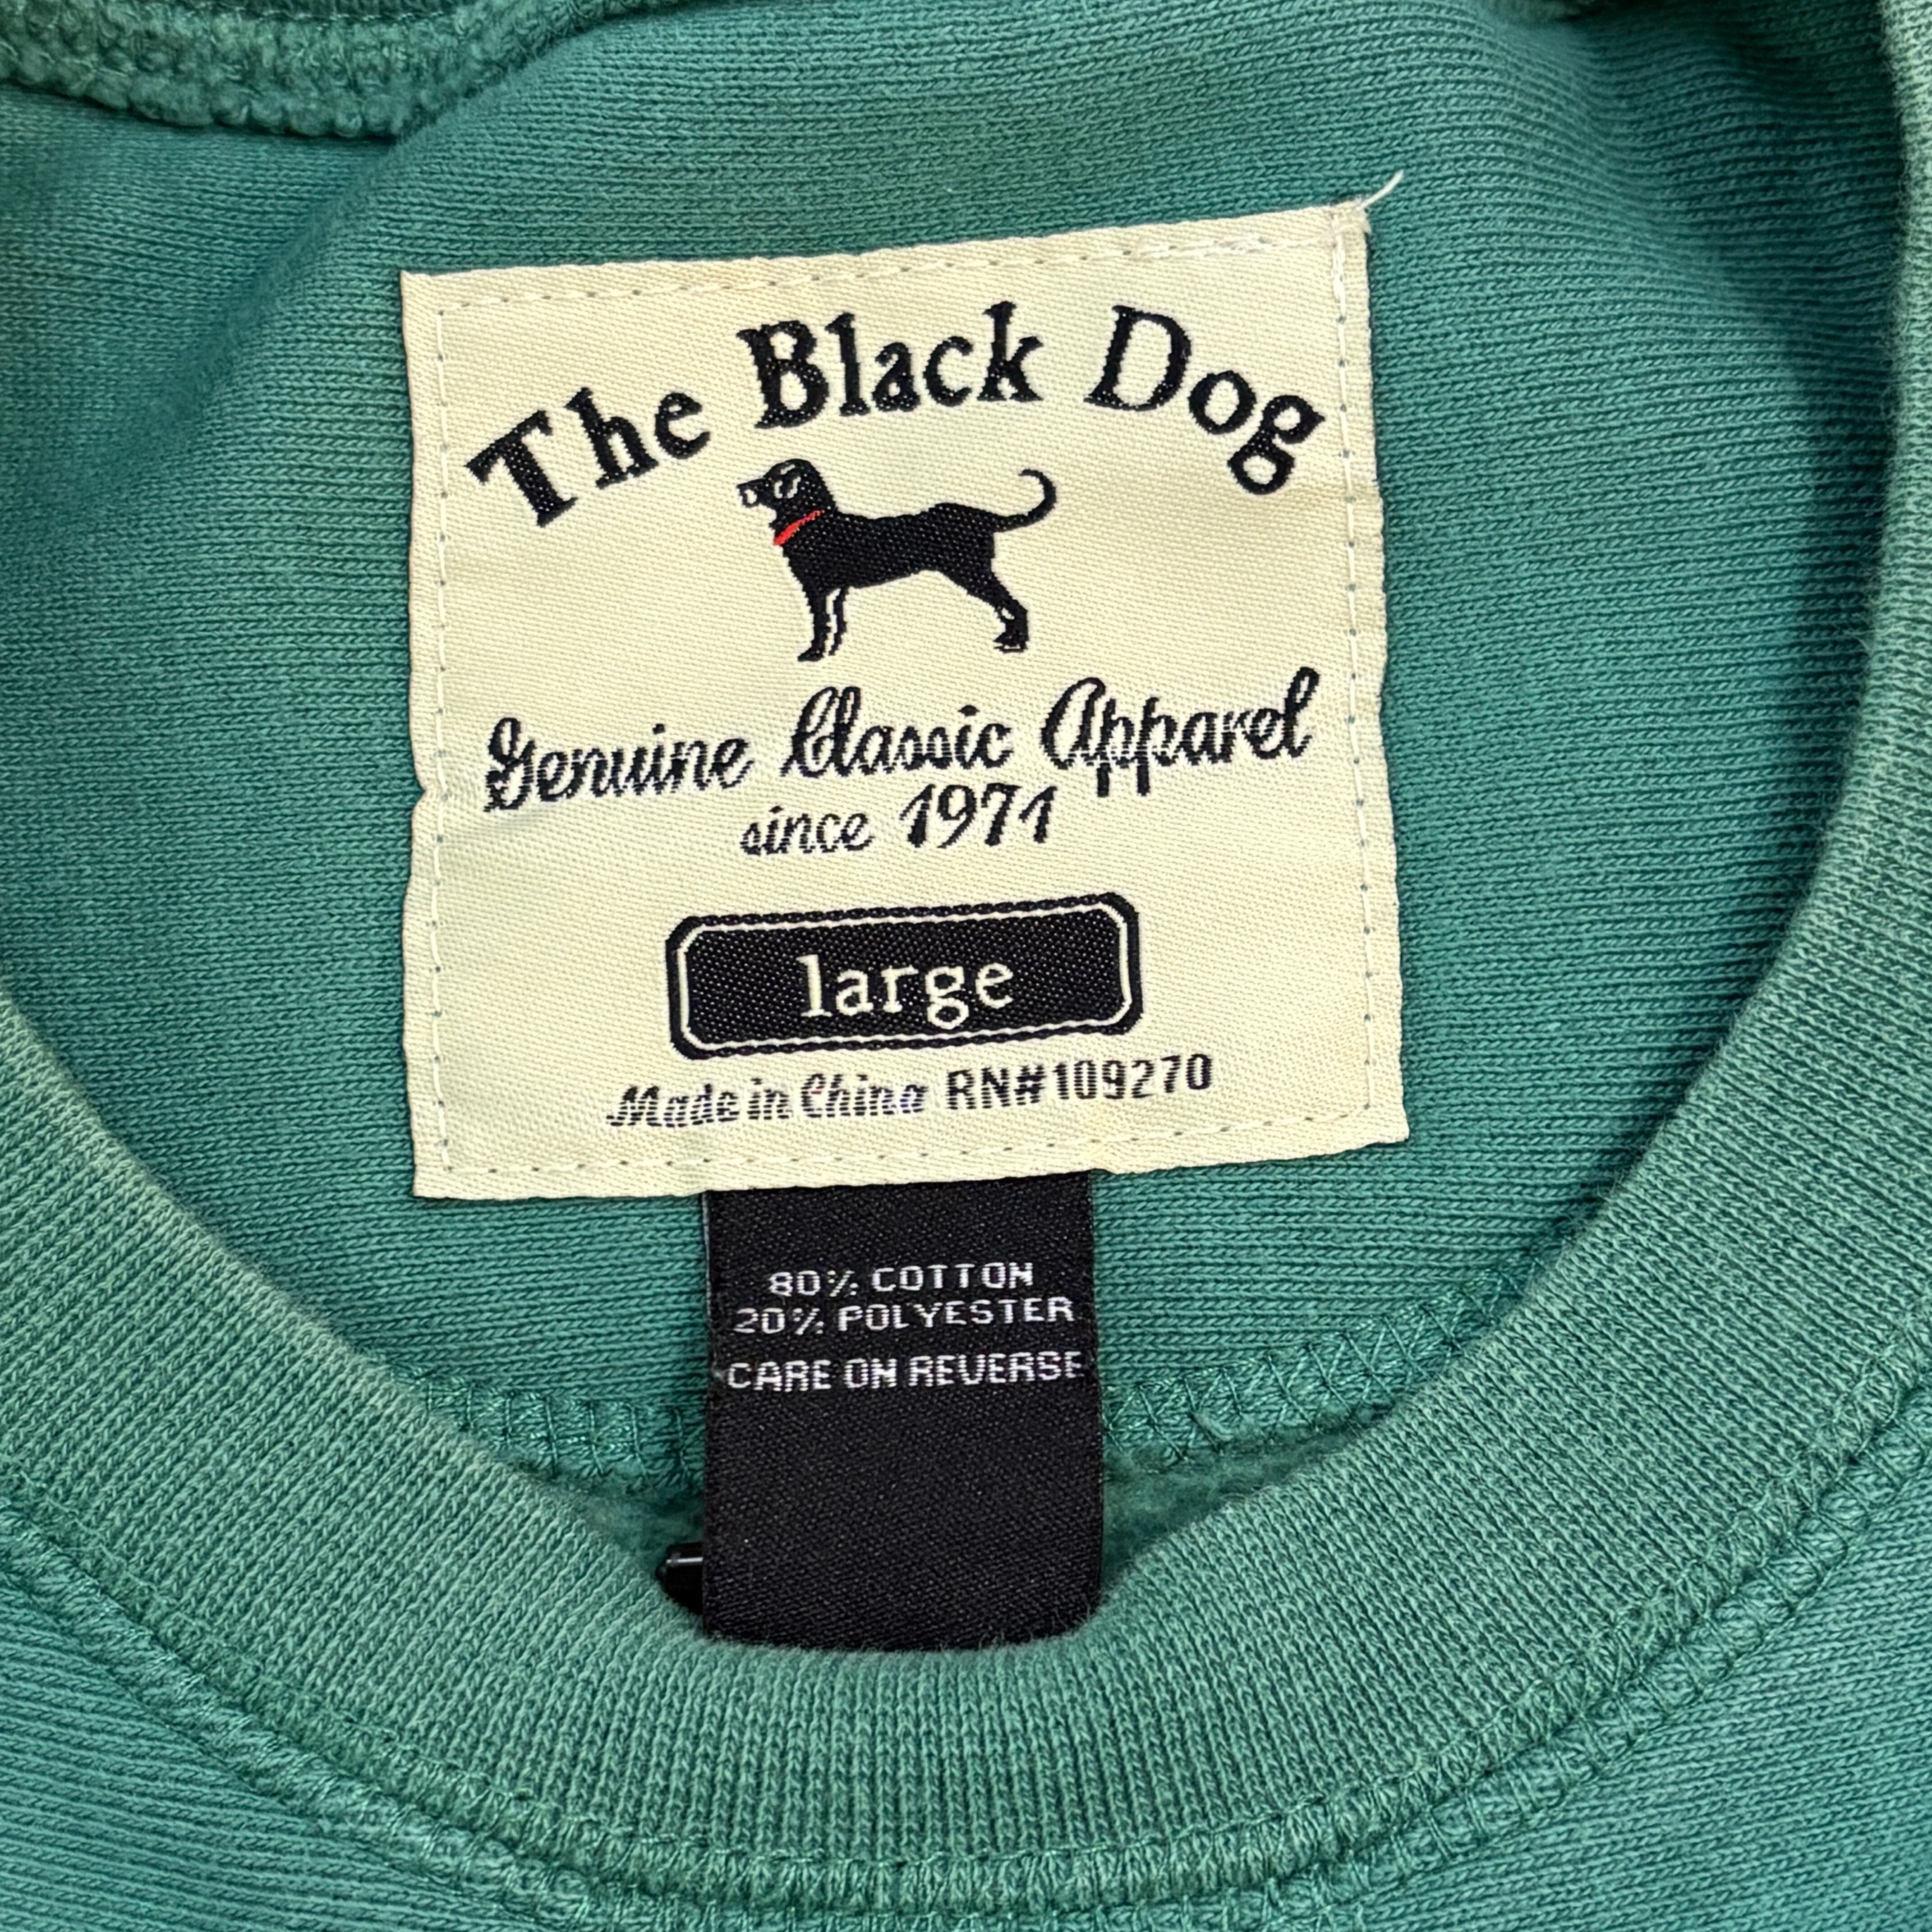 The Black Dog
Genuine Classic Apparel
since 1971
large
Made in China RN#109270
80% COTTON
20% POLYESTER
CARE ON REVERSE